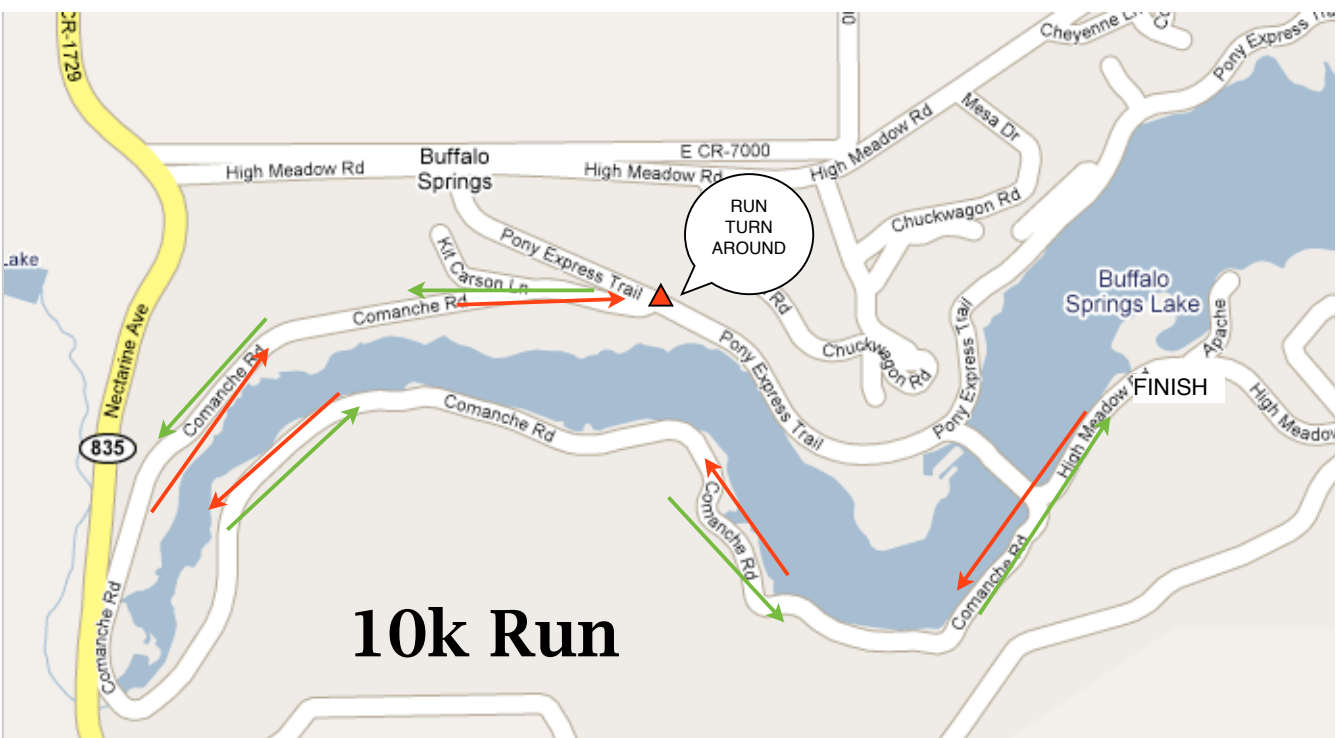 CR-1729
Cheyenne Ln
Pony Express Tra
Mesa Dr
High Meadow Rd
E CR-7000
High Meadow Rd
Buffalo
Springs
High Meadow Rd
RUN
TURN
AROUND
Chuckwagon Rd
Pony Express Trail
Kit Carson Ln
Comanche Rd
Rd
Lake
Buffalo
Springs Lake
Apache
Nectarine Ave
Comanche Rd
Pony Express Trail
Chuckwagon Rd
Pony Express Trail
High Meadow Rd
FINISH
High Meadow
835
Comanche Rd
Comanche Rd
Comanche Rd
Comanche Rd
10k Run